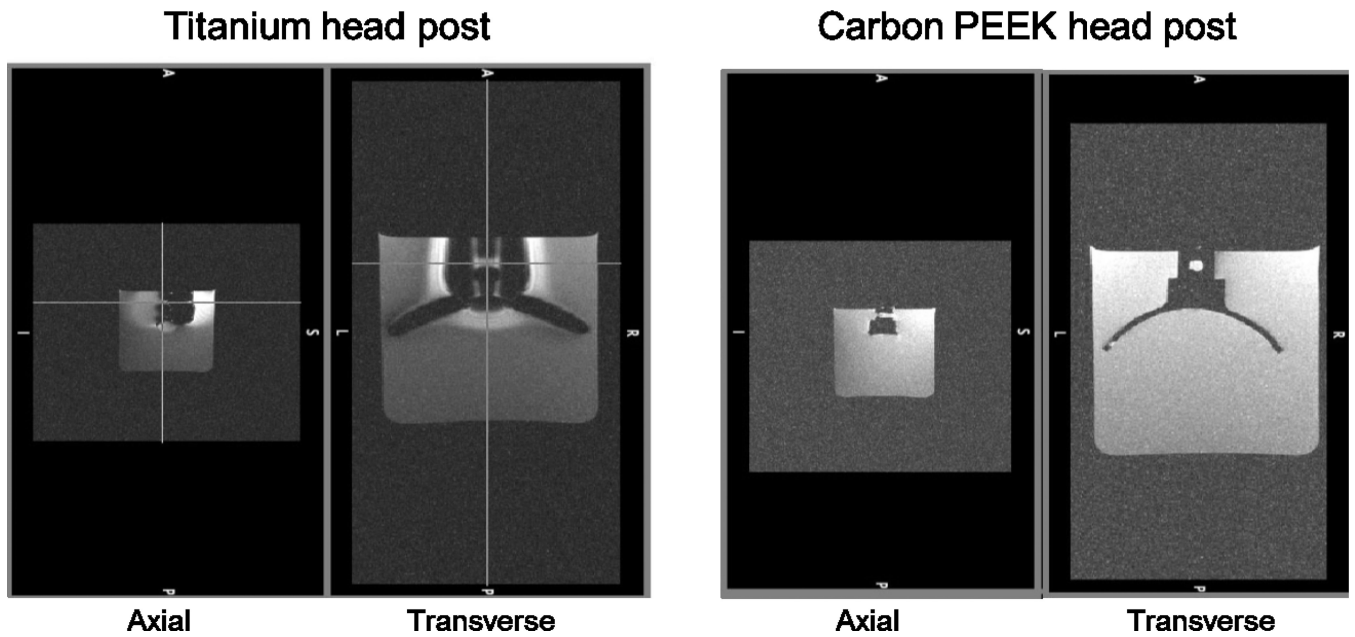 Titanium head post
Carbon PEEK head post
A
A
A
A
I
S
L
R
I
S
L
R
P
P
P
P
Axial
Transverse
Axial
Transverse